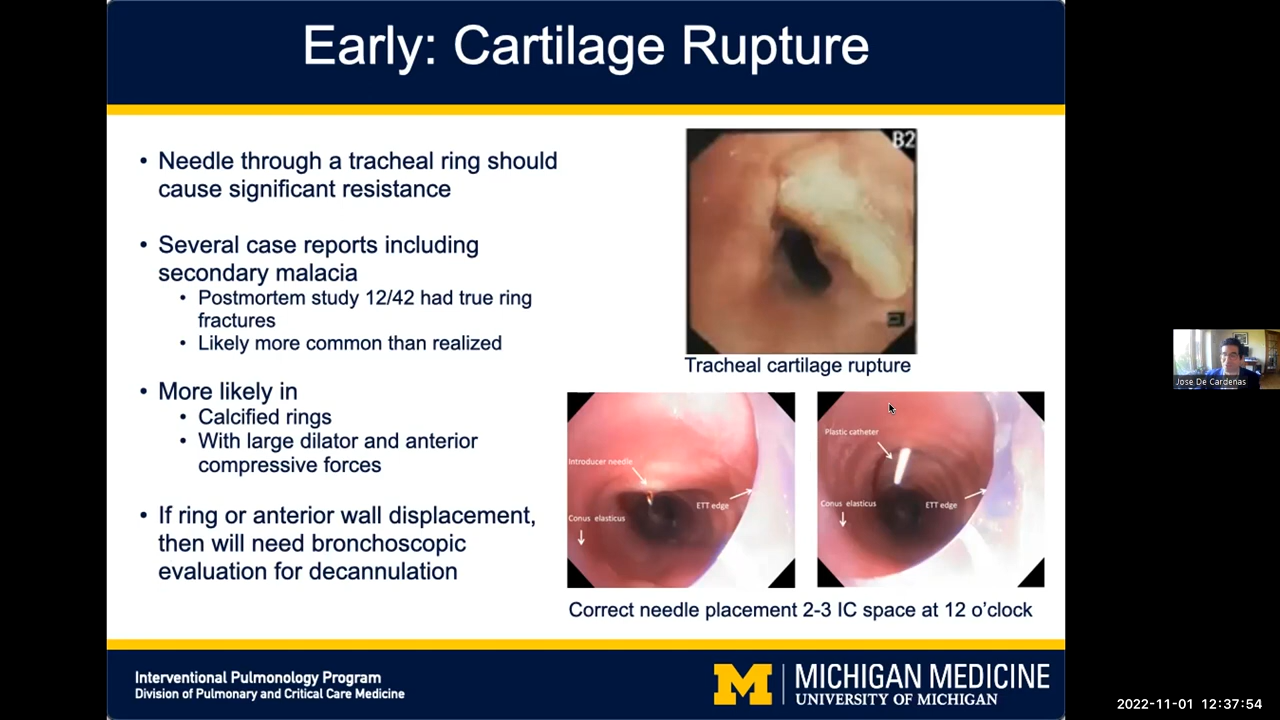 Early: Cartilage Rupture
• Needle through a tracheal ring should
cause significant resistance
• Several case reports including
secondary malacia
• Postmortem study 12/42 had true ring
fractures
• Likely more common than realized
• More likely in
• Calcified rings
• With large dilator and anterior
compressive forces
• If ring or anterior wall displacement,
then will need bronchoscopic
evaluation for decannulation
B2
Tracheal cartilage rupture
Introducer needle
ETT edge
Conus elasticus
Plastic catheter
Conus elasticus
ETT edge
Correct needle placement 2-3 IC space at 12 o’clock
Interventional Pulmonology Program
Division of Pulmonary and Critical Care Medicine
M MICHIGAN MEDICINE
UNIVERSITY OF MICHIGAN
Jose De Cardenas
2022-11-01 12:37:54